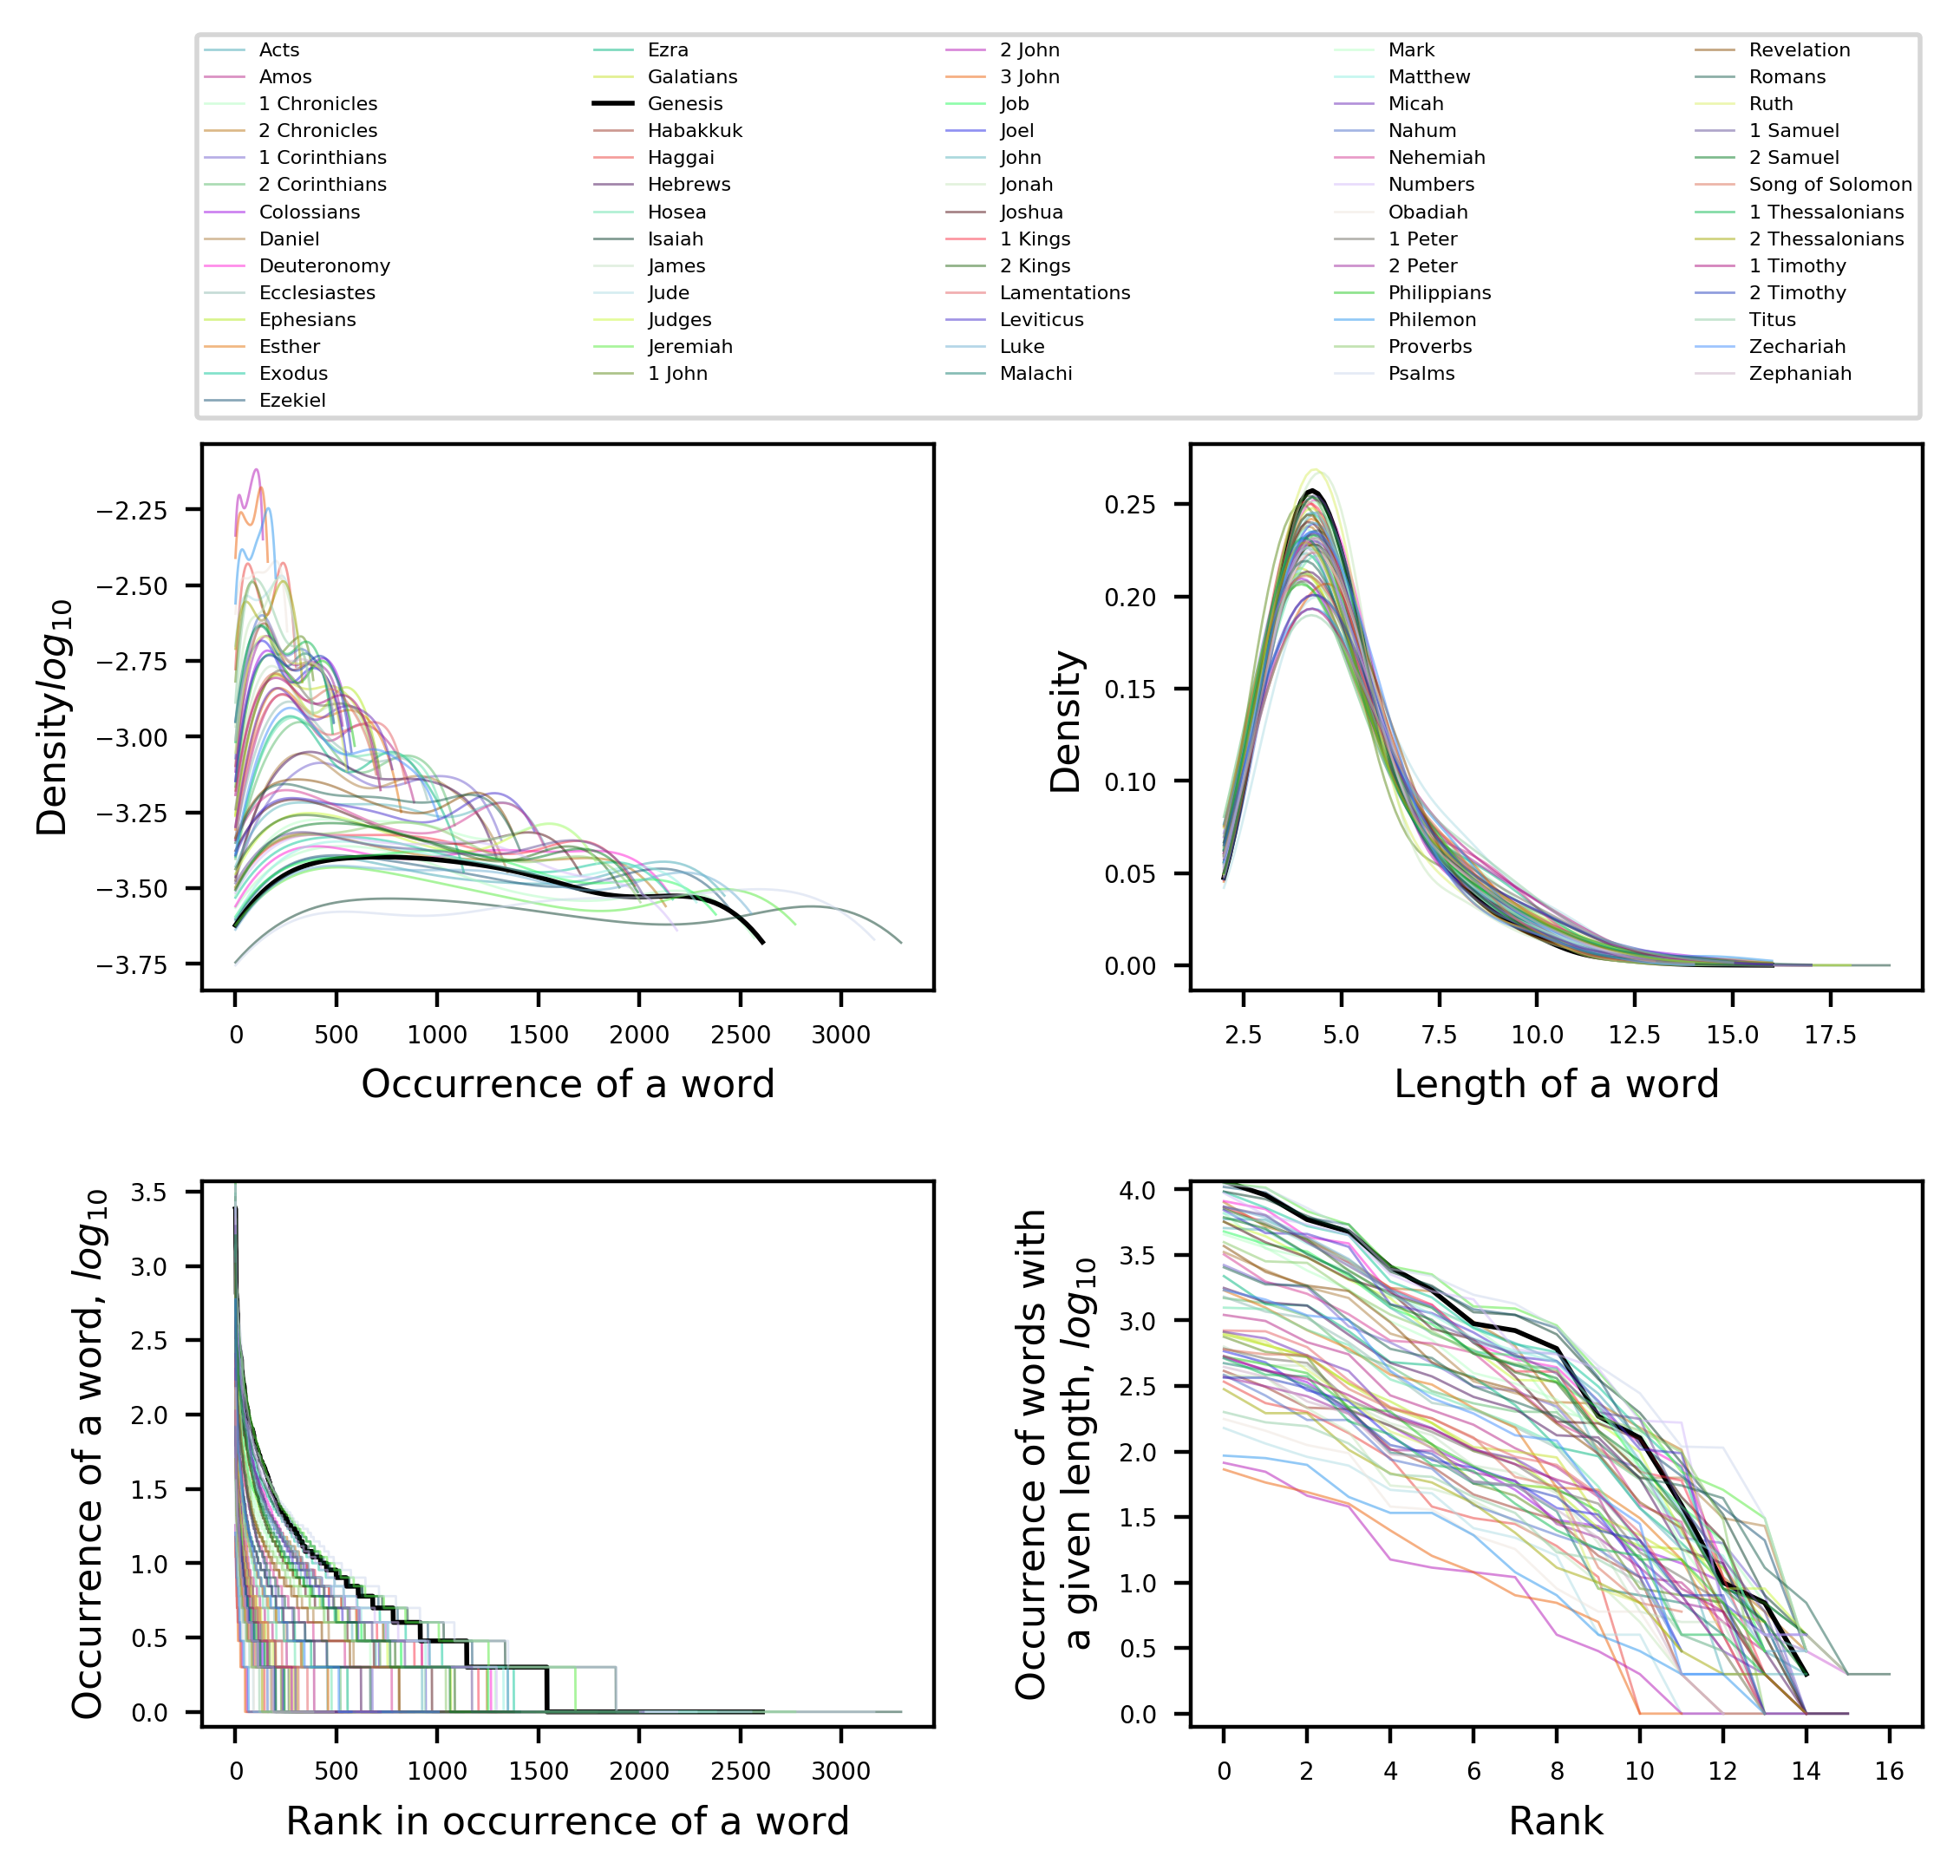 Acts
Amos
1 Chronicles
2 Chronicles
1 Corinthians
2 Corinthians
Colossians
Daniel
Deuteronomy
Ecclesiastes
Ephesians
Esther
Exodus
Ezekiel
Ezra
Galatians
Genesis
Habakkuk
Haggai
Hebrews
Hosea
Isaiah
James
Jude
Judges
Jeremiah
1 John
2 John
3 John
Job
Joel
John
Jonah
Joshua
1 Kings
2 Kings
Lamentations
Leviticus
Luke
Malachi
Mark
Matthew
Micah
Nahum
Nehemiah
Numbers
Obadiah
1 Peter
2 Peter
Philippians
Philemon
Proverbs
Psalms
Revelation
Romans
Ruth
1 Samuel
2 Samuel
Song of Solomon
1 Thessalonians
2 Thessalonians
1 Timothy
2 Timothy
Titus
Zechariah
Zephaniah
Density log10
−2.25
−2.50
−2.75
−3.00
−3.25
−3.50
−3.75
0 500 1000 1500 2000 2500 3000
Occurrence of a word
Density
0.25
0.20
0.15
0.10
0.05
0.00
2.5 5.0 7.5 10.0 12.5 15.0 17.5
Length of a word
Occurrence of a word, log10
3.5
3.0
2.5
2.0
1.5
1.0
0.5
0.0
0 500 1000 1500 2000 2500 3000
Rank in occurrence of a word
Occurrence of words with
a given length, log10
4.0
3.5
3.0
2.5
2.0
1.5
1.0
0.5
0.0
0 2 4 6 8 10 12 14 16
Rank